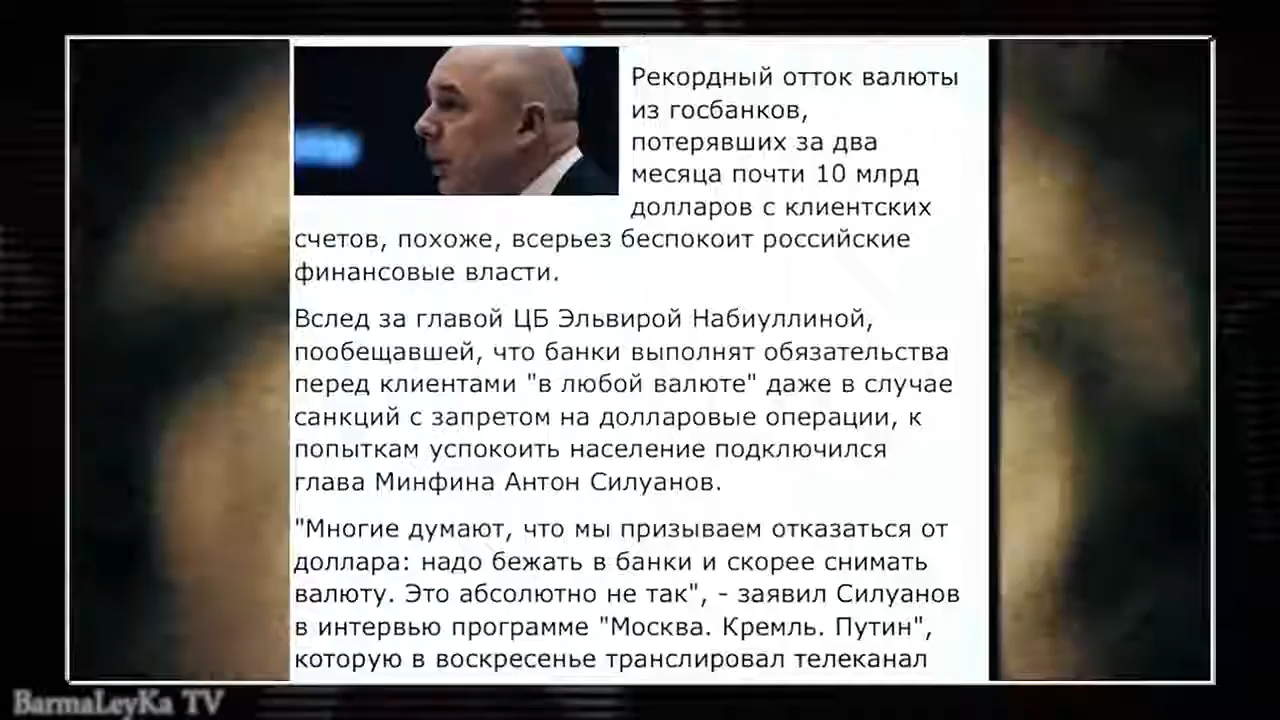 Рекордный отток валюты
из госбанков,
потерявших за два
месяца почти 10 млрд
долларов с клиентских
счетов, похоже, всерьез беспокоит российские
финансовые власти.
Вслед за главой ЦБ Эльвирой Набиуллиной,
пообещавшей, что банки выполнят обязательства
перед клиентами "в любой валюте" даже в случае
санкций с запретом на долларовые операции, к
попыткам успокоить население подключился
глава Минфина Антон Силуанов.
"Многие думают, что мы призываем отказаться от
доллара: надо бежать в банки и скорее снимать
валюту. Это абсолютно не так", - заявил Силуанов
в интервью программе "Москва. Кремль. Путин",
которую в воскресенье транслировал телеканал
BarmaLeyKa TV